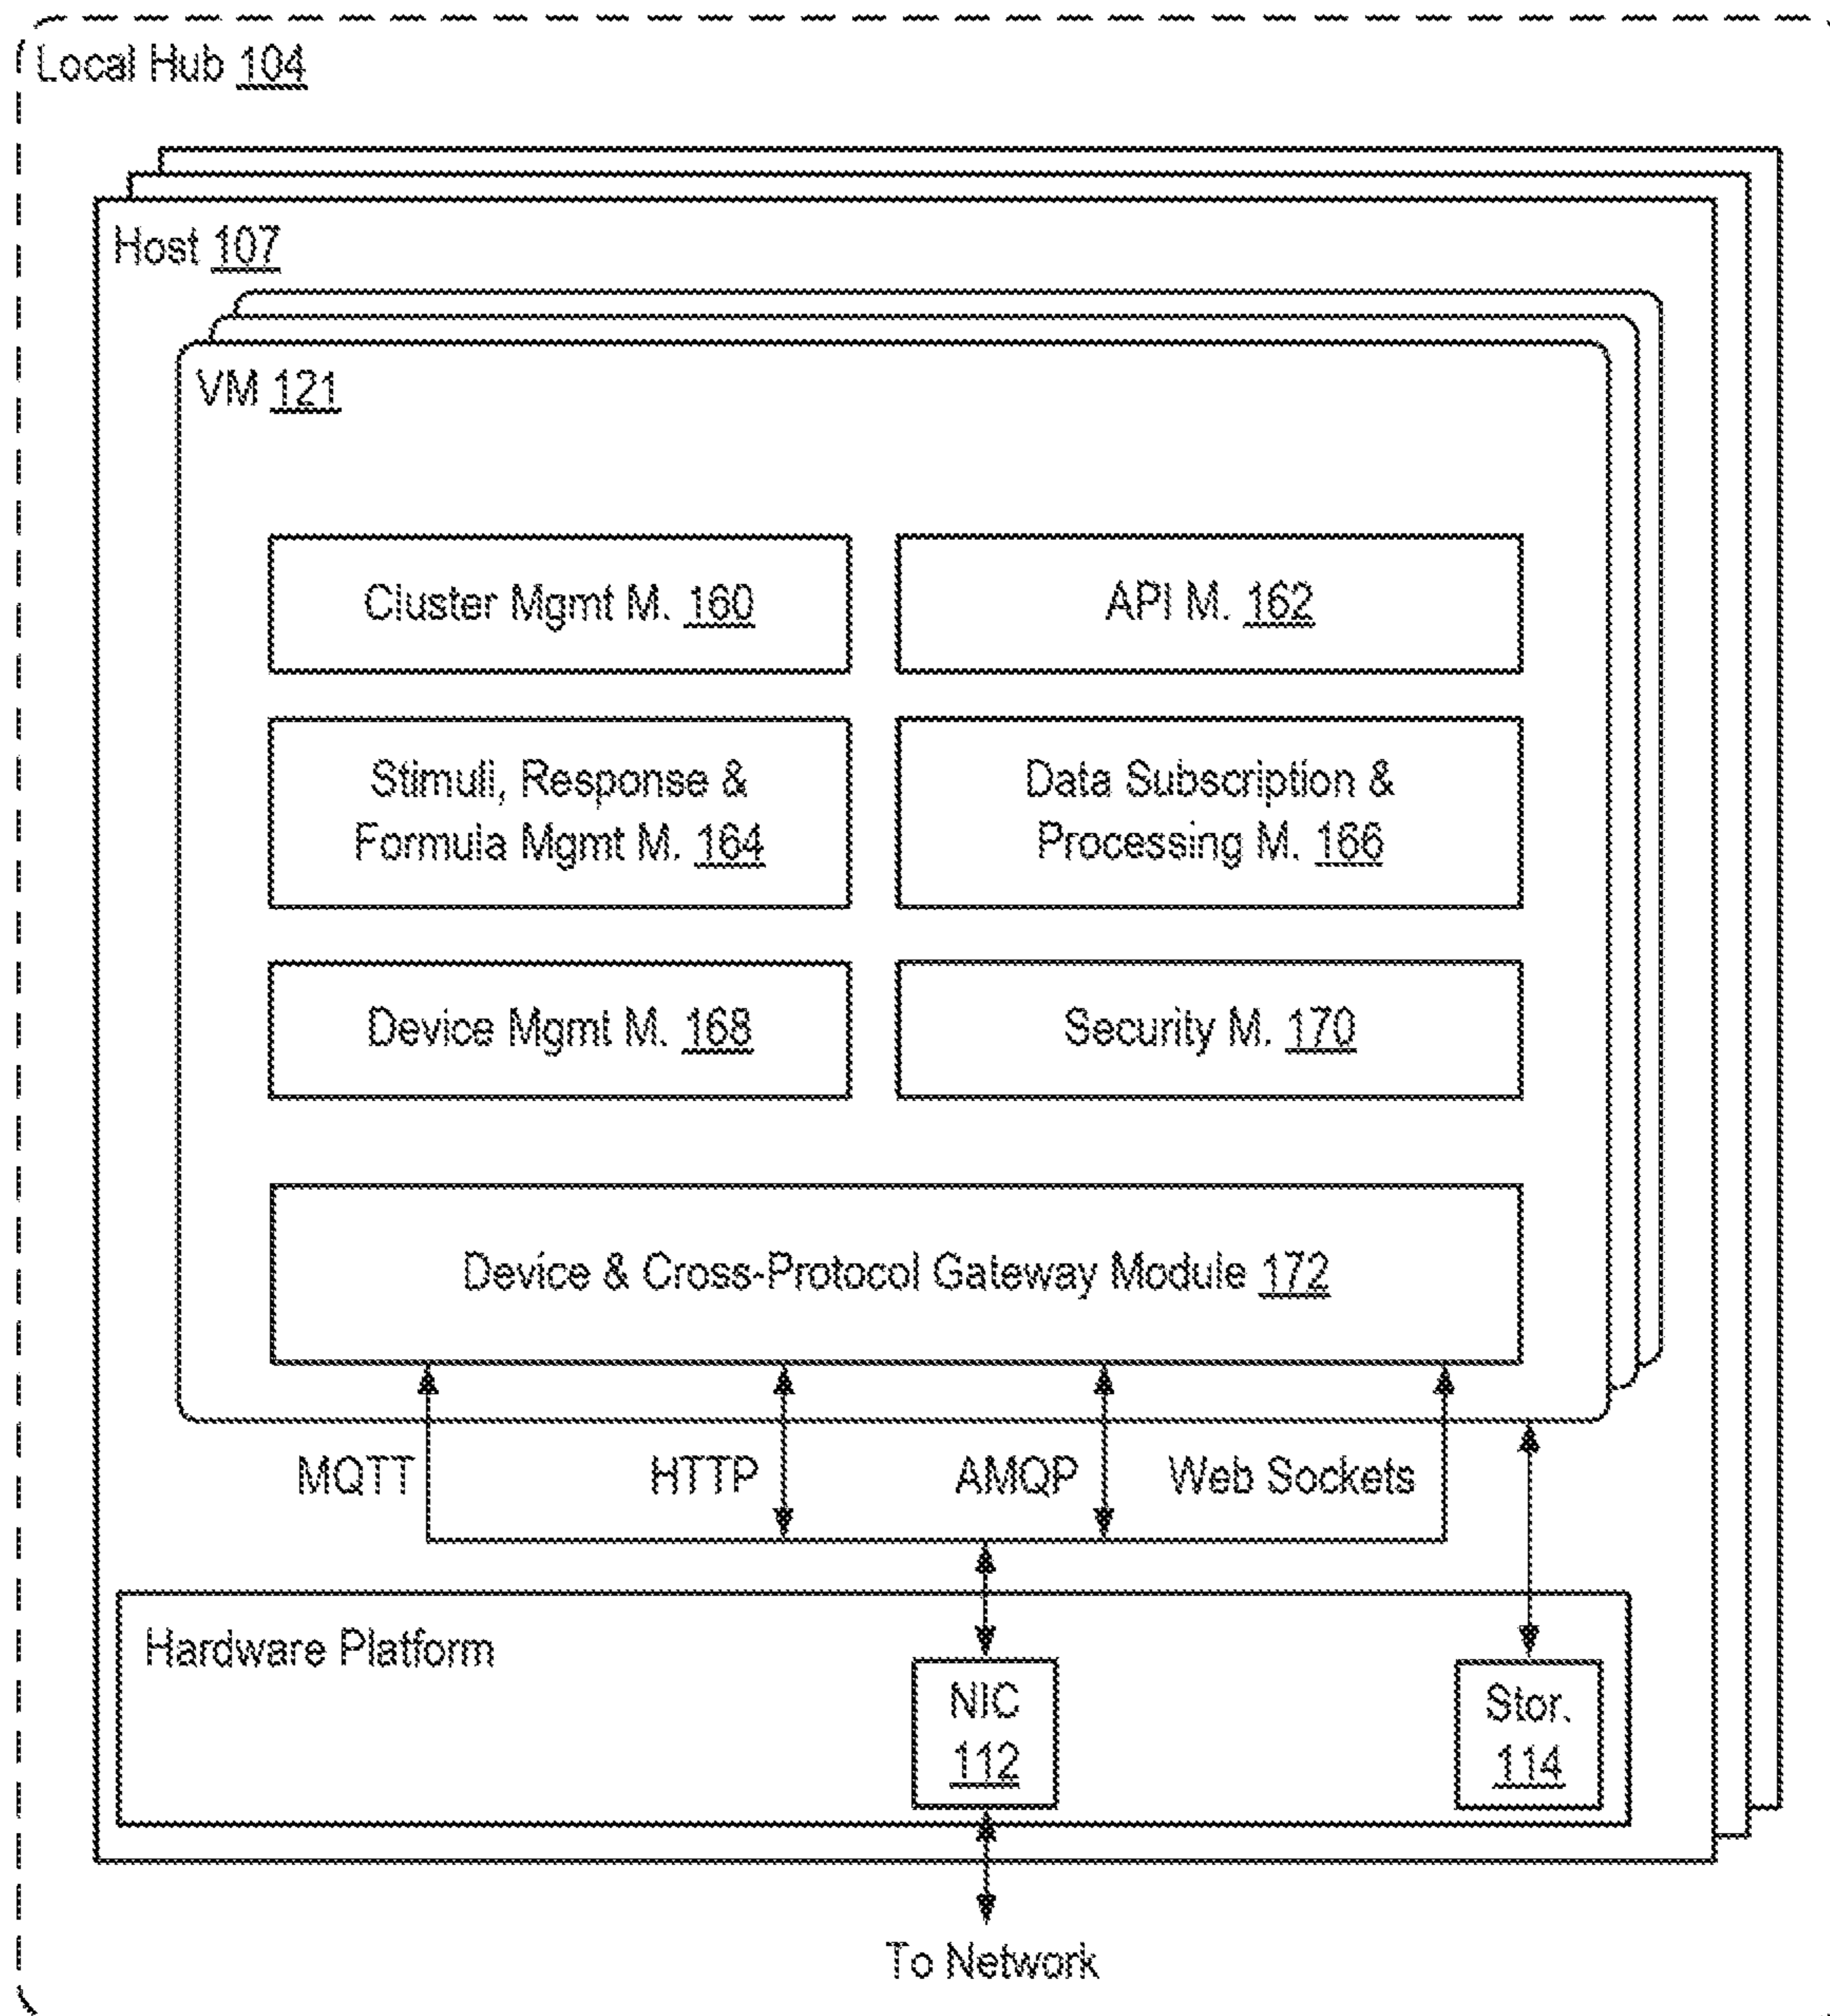 Local Hub 104
Host 107
VM 121
Cluster Mgmt M. 160
API M. 162
Stimuli, Response &
Formula Mgmt M. 164
Data Subscription &
Processing M. 166
Device Mgmt M. 168
Security M. 170
Device & Cross-Protocol Gateway Module 172
MQTT
HTTP
AMQP
Web Sockets
Hardware Platform
NIC
112
Stor.
114
To Network